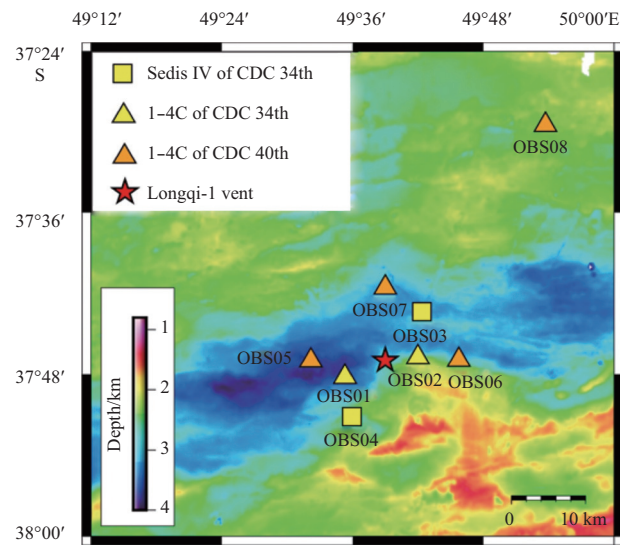 49°12′ 49°24′ 49°36′ 49°48′ 50°00′E
37°24′
S
Sedis IV of CDC 34th
1–4C of CDC 34th
1–4C of CDC 40th
Longqi-1 vent
OBS08
37°36′
OBS07
OBS03
OBS05
OBS02
OBS06
37°48′
OBS01
OBS04
Depth/km
1
2
3
4
0 10 km
38°00′